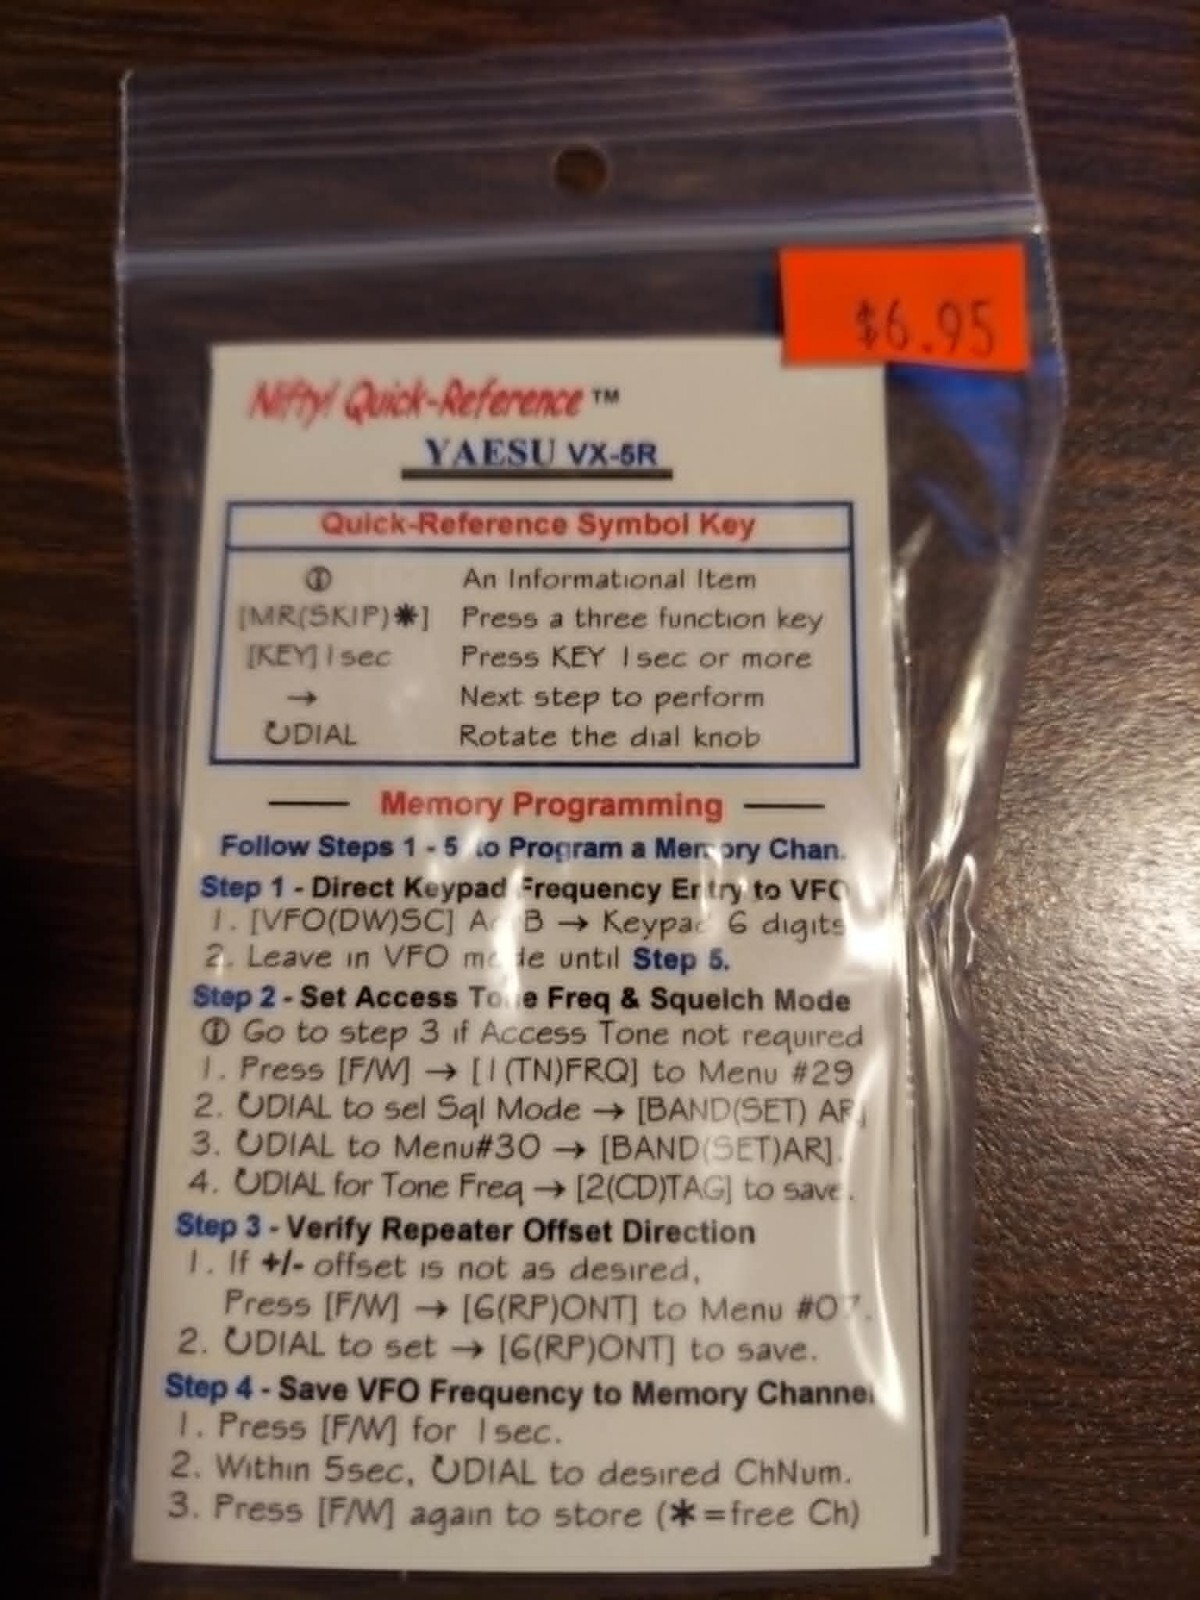 $6.95
Nifty! Quick-Reference ™
YAESU VX-5R
Quick-Reference Symbol Key
ⓘ An Informational Item
[MR(SKIP)✱] Press a three function key
[KEY] 1sec Press KEY 1sec or more
→ Next step to perform
↻DIAL Rotate the dial knob
Memory Programming
Follow Steps 1 - 5 to Program a Memory Chan.
Step 1 - Direct Keypad Frequency Entry to VFO
1. [VFO(DW)SC] B → Keypad 6 digits
2. Leave in VFO mode until Step 5.
Step 2 - Set Access Tone Freq & Squelch Mode
ⓘ Go to step 3 if Access Tone not required
1. Press [F/W] → [1(TN)FRQ] to Menu #29
2. ↻DIAL to sel Sql Mode → [BAND(SET) AR]
3. ↻DIAL to Menu#30 → [BAND(SET)AR].
4. ↻DIAL for Tone Freq → [2(CD)TAG] to save.
Step 3 - Verify Repeater Offset Direction
1. If +/- offset is not as desired,
Press [F/W] → [6(RP)ONT] to Menu #07.
2. ↻DIAL to set → [6(RP)ONT] to save.
Step 4 - Save VFO Frequency to Memory Channel
1. Press [F/W] for 1sec.
2. Within 5sec, ↻DIAL to desired ChNum.
3. Press [F/W] again to store (✱=free Ch)